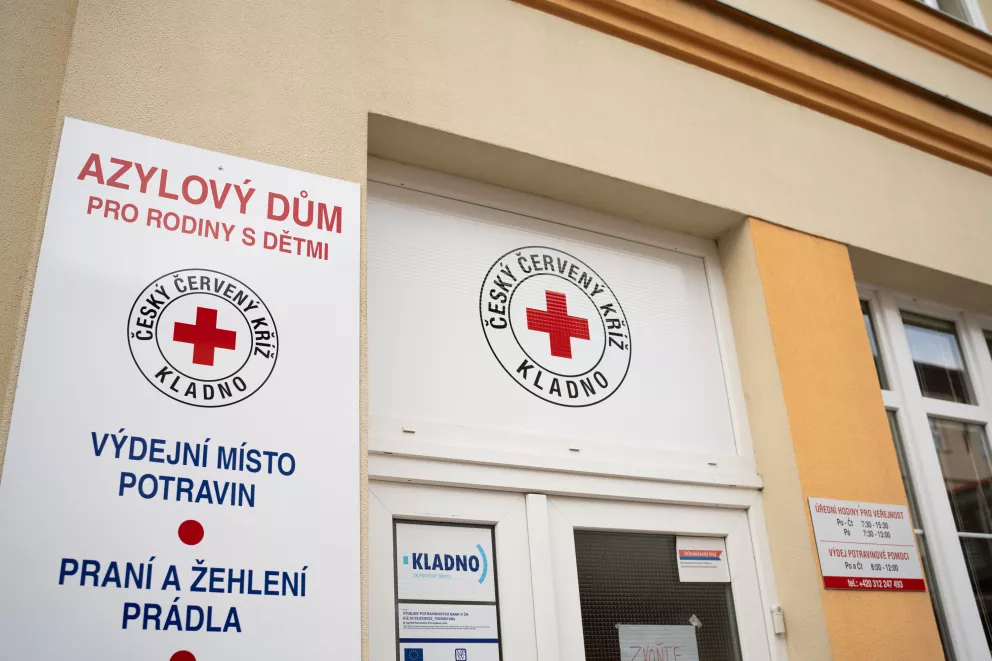 AZYLOVÝ DŮM
PRO RODINY S DĚTMI
ČESKÝ ČERVENÝ KŘÍŽ
KLADNO
VÝDEJNÍ MÍSTO
POTRAVIN
PRANÍ A ŽEHLENÍ
PRÁDLA
ČESKÝ ČERVENÝ KŘÍŽ
KLADNO
KLADNO
ZVOŇTE
ÚŘEDNÍ HODINY PRO VEŘEJNOST
Po - Čt 7:30 - 15:30
Pá 7:30 - 13:00
VÝDEJ POTRAVINOVÉ POMOCI
Po a Čt 8:00 - 12:00
tel.: +420 312 247 493